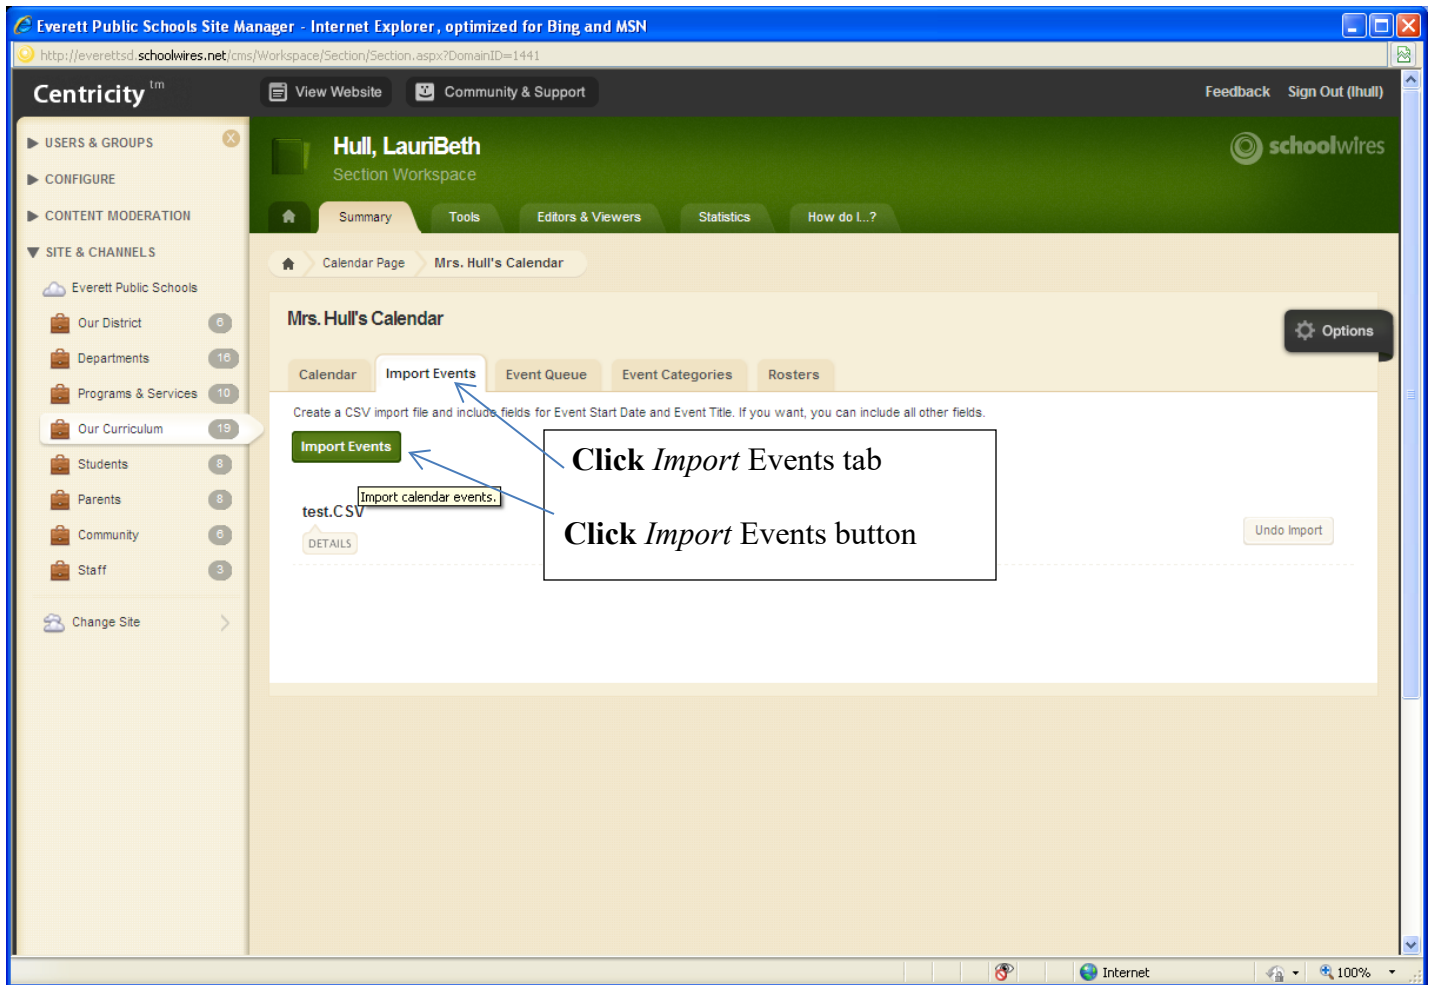 Everett Public Schools Site Manager - Internet Explorer, optimized for Bing and MSN
http://everettsd.schoolwires.net/cms/Workspace/Section/Section.aspx?DomainID=1441
Centricity tm
View Website
Community & Support
Feedback
Sign Out (lhull)
USERS & GROUPS
CONFIGURE
CONTENT MODERATION
SITE & CHANNELS
Everett Public Schools
Our District 6
Departments 16
Programs & Services 10
Our Curriculum 19
Students 8
Parents 8
Community 6
Staff 3
Change Site
Hull, LauriBeth
Section Workspace
schoolwires
Summary
Tools
Editors & Viewers
Statistics
How do I...?
Calendar Page
Mrs. Hull's Calendar
Mrs. Hull's Calendar
Options
Calendar
Import Events
Event Queue
Event Categories
Rosters
Create a CSV import file and include fields for Event Start Date and Event Title. If you want, you can include all other fields.
Import Events
Import calendar events.
test.CSV
DETAILS
Undo Import
Click Import Events tab
Click Import Events button
Internet
100%